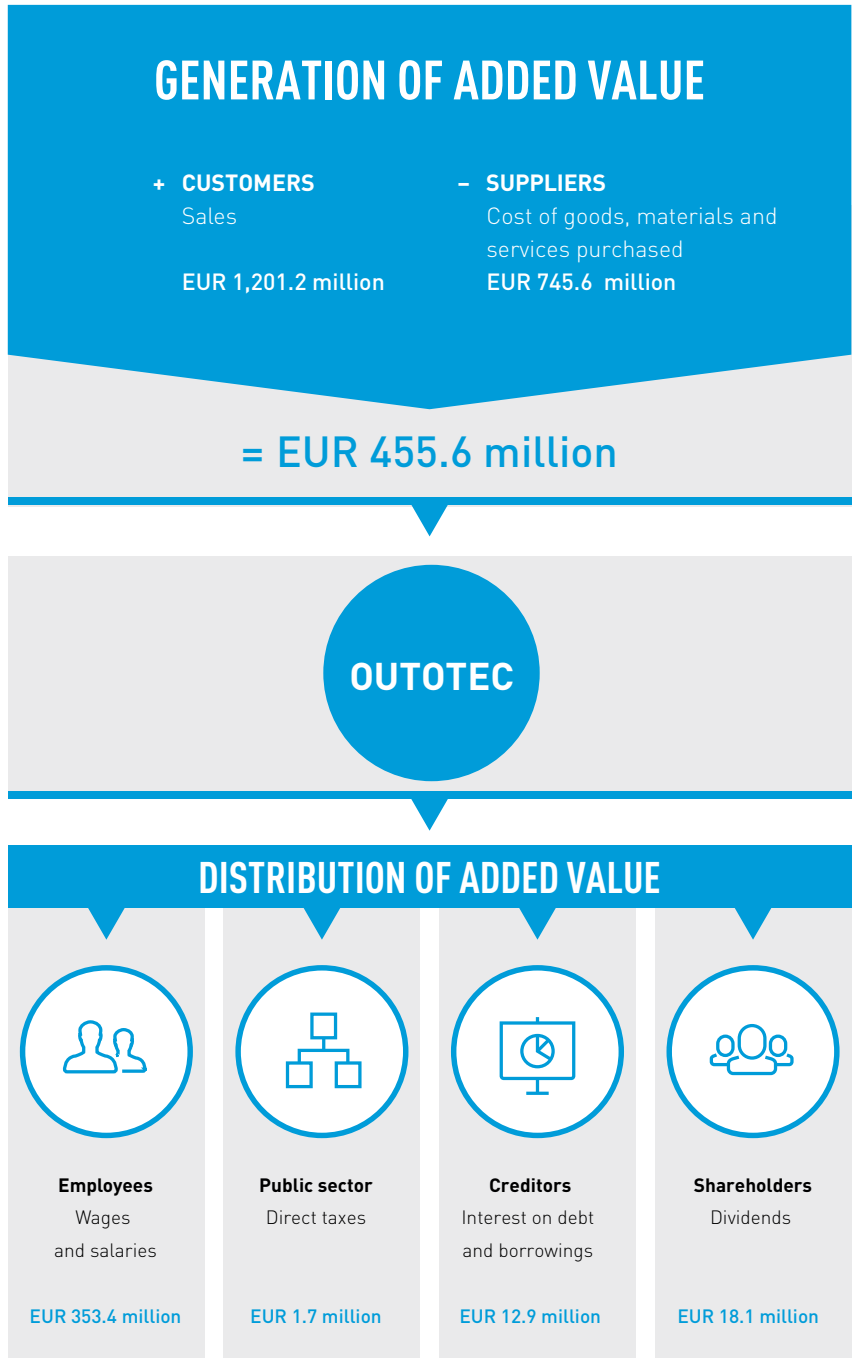 GENERATION OF ADDED VALUE
+ CUSTOMERS
Sales
EUR 1,201.2 million
– SUPPLIERS
Cost of goods, materials and
services purchased
EUR 745.6 million
= EUR 455.6 million
OUTOTEC
DISTRIBUTION OF ADDED VALUE
Employees
Wages
and salaries
EUR 353.4 million
Public sector
Direct taxes
EUR 1.7 million
Creditors
Interest on debt
and borrowings
EUR 12.9 million
Shareholders
Dividends
EUR 18.1 million